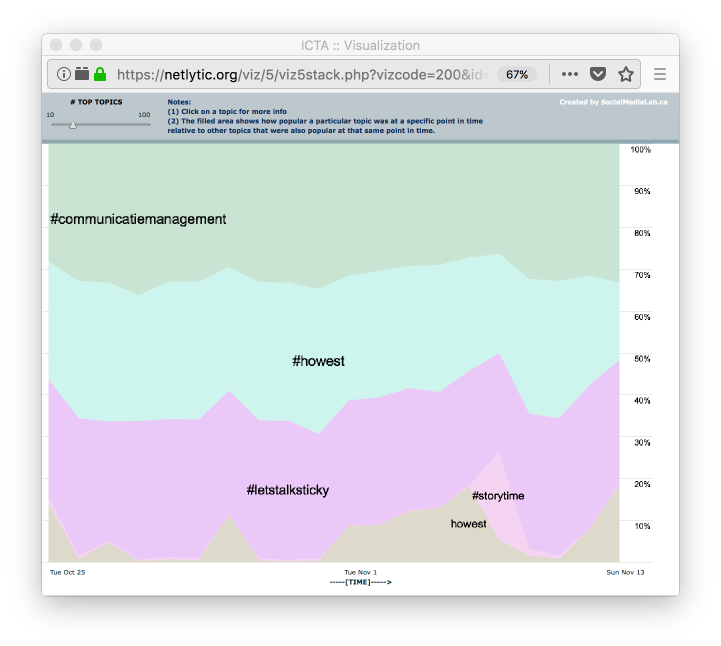 ICTA :: Visualization
https://netlytic.org/viz/5/viz5stack.php?vizcode=200&id=
67%
# TOP TOPICS
10
100
Notes:
(1) Click on a topic for more info
(2) The filled area shows how popular a particular topic was at a specific point in time
relative to other topics that were also popular at that same point in time.
Created by SocialMediaLab.ca
100%
90%
80%
70%
60%
50%
40%
30%
20%
10%
#communicatiemanagement
#howest
#letstalksticky
#storytime
howest
Tue Oct 25
Tue Nov 1
Sun Nov 13
-----[TIME]----->